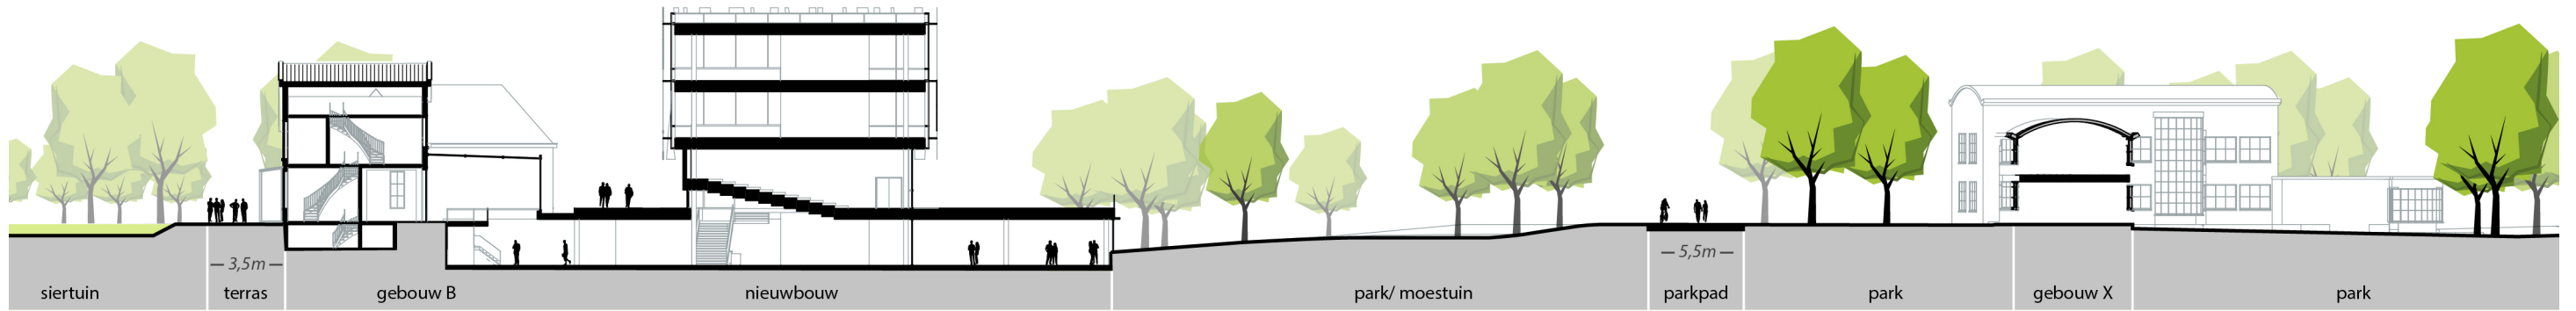 3,5m
5,5m
siertuin
terras
gebouw B
nieuwbouw
park/ moestuin
parkpad
park
gebouw X
park